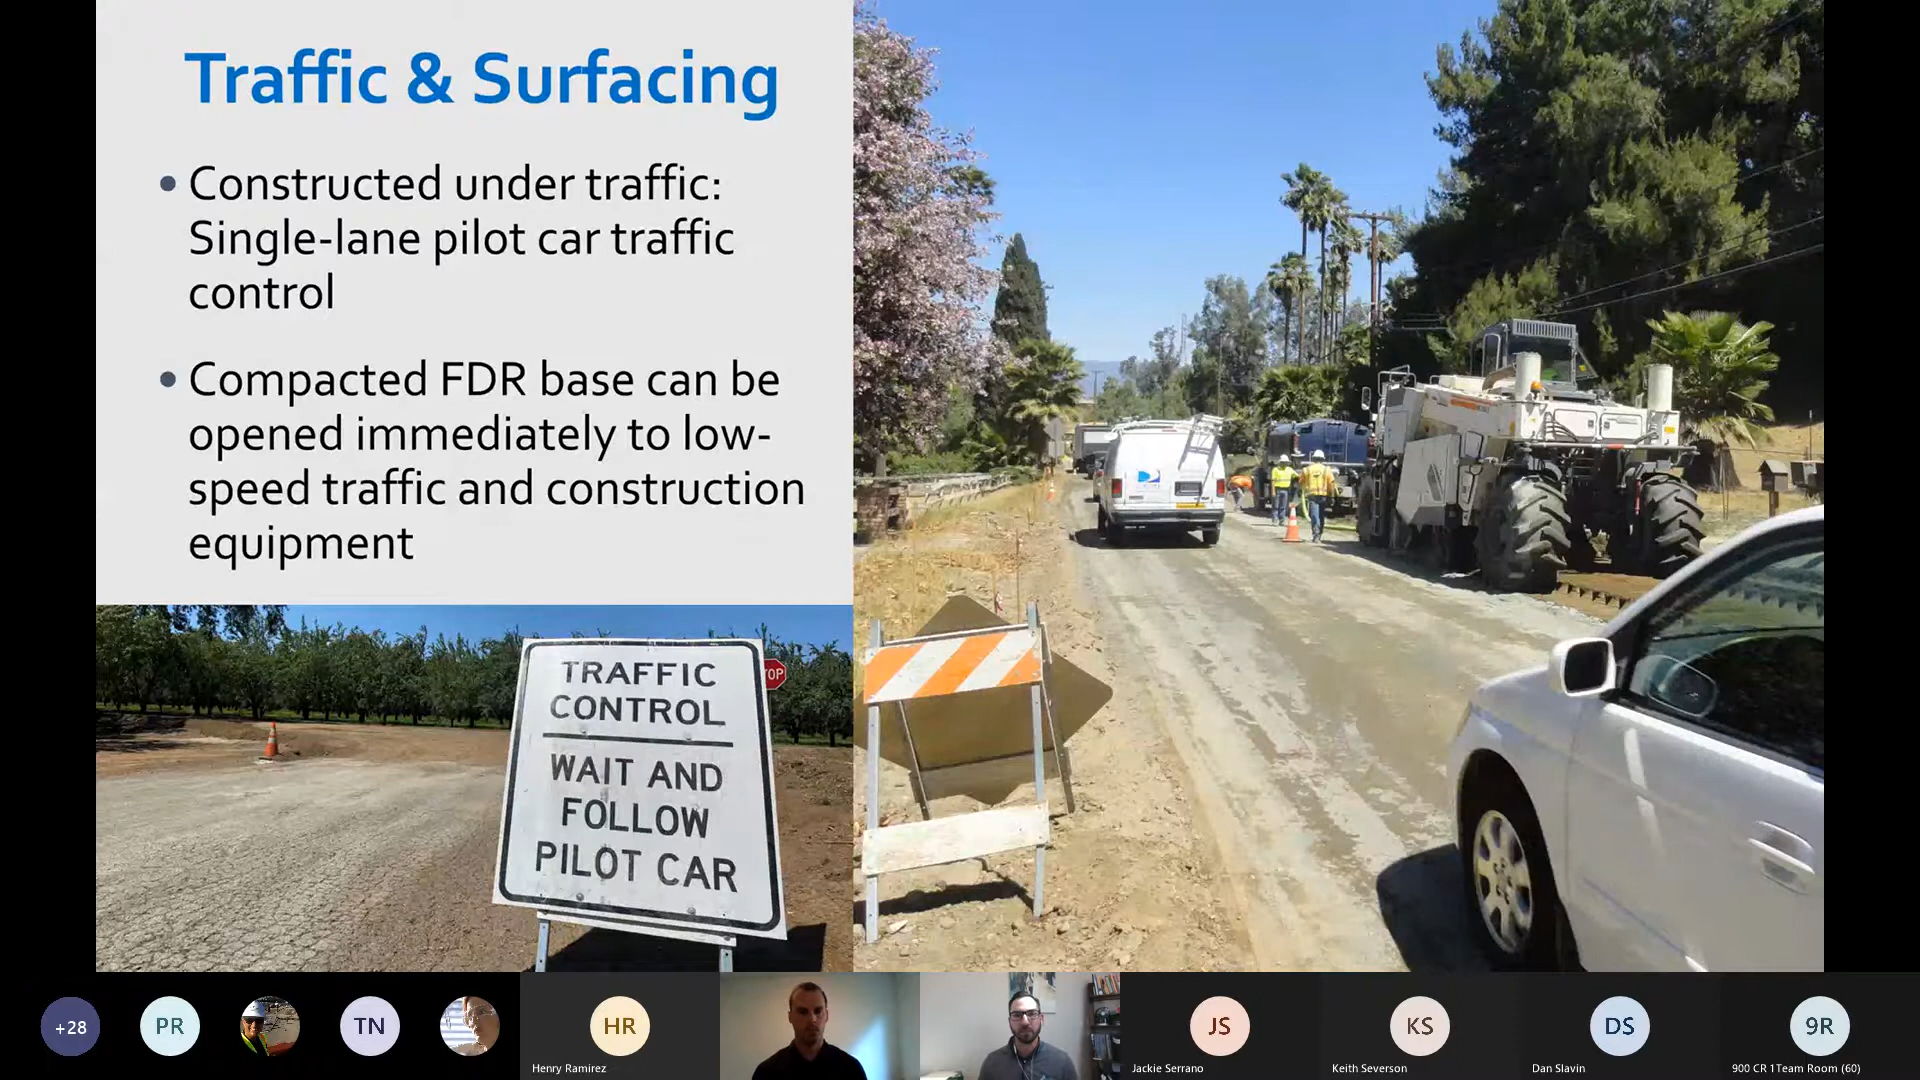 Traffic & Surfacing
• Constructed under traffic:
Single-lane pilot car traffic
control
• Compacted FDR base can be
opened immediately to low-
speed traffic and construction
equipment
TRAFFIC
CONTROL
WAIT AND
FOLLOW
PILOT CAR
TOP
+28
PR
TN
HR
Henry Ramirez
JS
Jackie Serrano
KS
Keith Severson
DS
Dan Slavin
9R
900 CR 1Team Room (60)